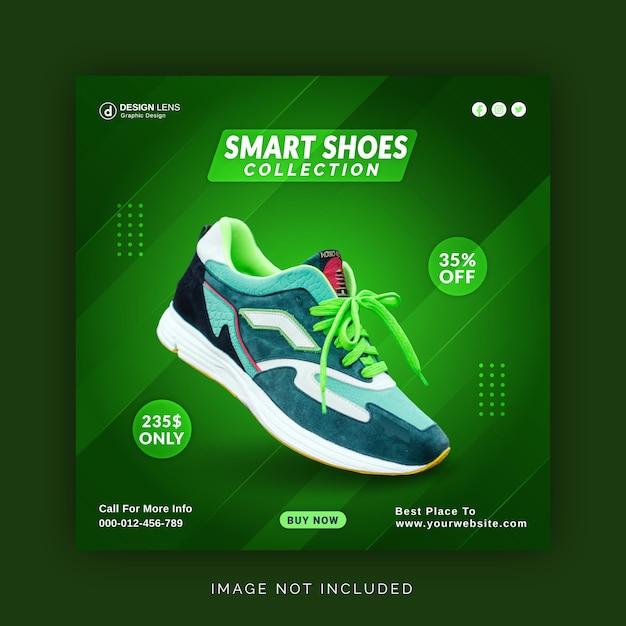 DESIGN LENS
Graphic Design
SMART SHOES
COLLECTION
35%
OFF
235$
ONLY
Call For More Info
000-012-456-789
BUY NOW
Best Place To
www.yourwebsite.com
IMAGE NOT INCLUDED